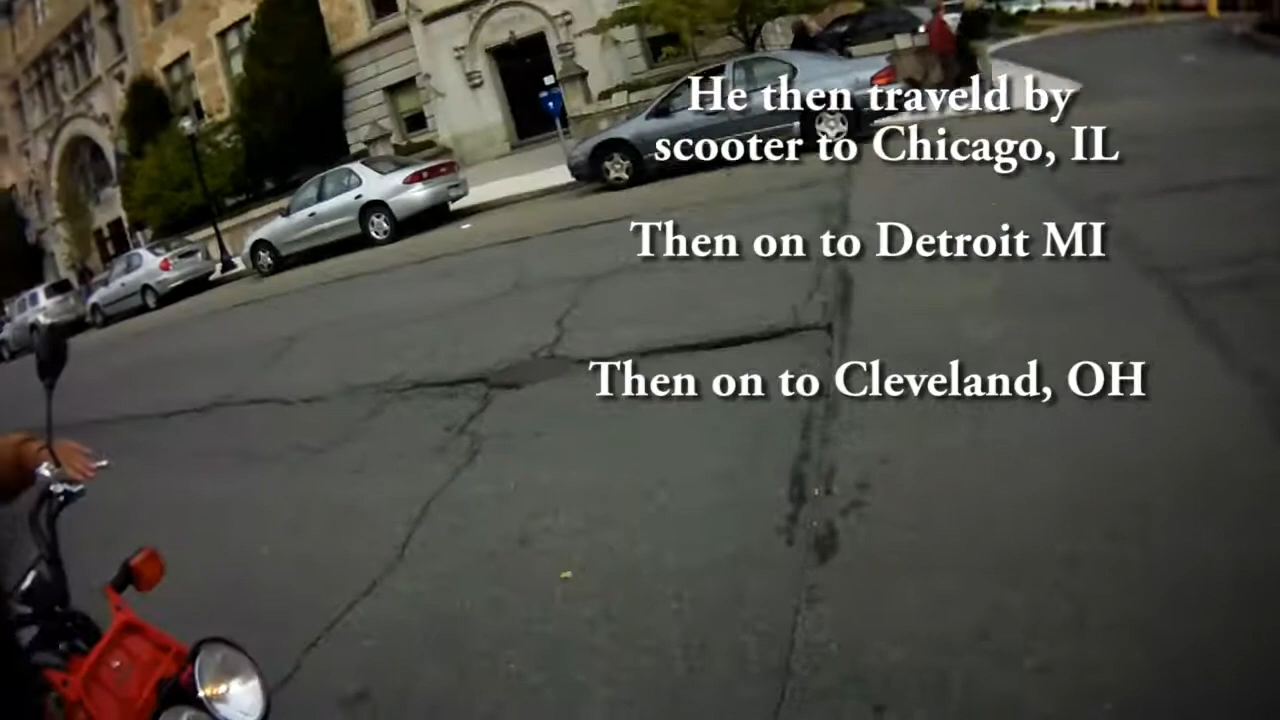 He then traveld by
scooter to Chicago, IL
Then on to Detroit MI
Then on to Cleveland, OH